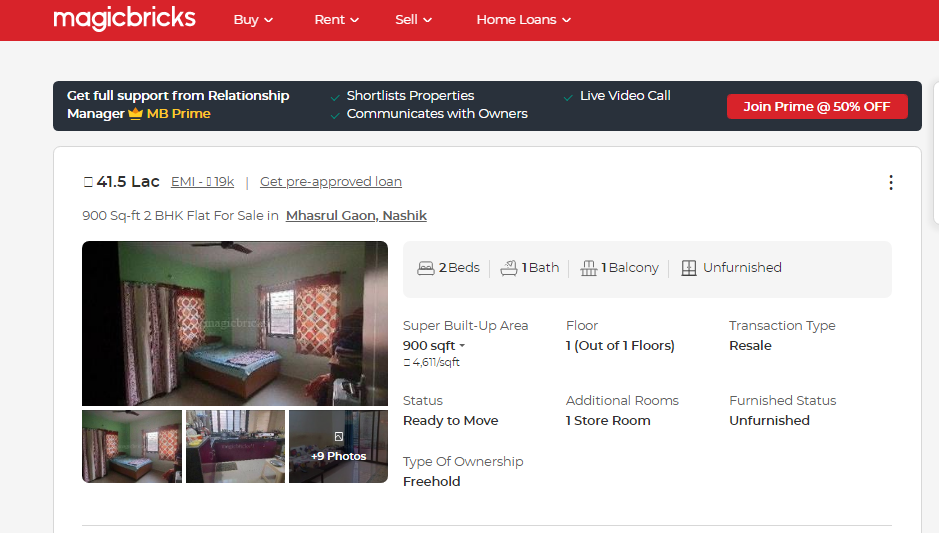 magicbricks
Buy
Rent
Sell
Home Loans
Get full support from Relationship
Manager MB Prime
Shortlists Properties
Communicates with Owners
Live Video Call
Join Prime @ 50% OFF
41.5 Lac EMI - 19k | Get pre-approved loan
900 Sq-ft 2 BHK Flat For Sale in Mhasrul Gaon, Nashik
magicbricks
2 Beds
1 Bath
1 Balcony
Unfurnished
Super Built-Up Area
900 sqft
4,611/sqft
Floor
1 (Out of 1 Floors)
Transaction Type
Resale
Status
Ready to Move
Additional Rooms
1 Store Room
Furnished Status
Unfurnished
Type Of Ownership
Freehold
+9 Photos